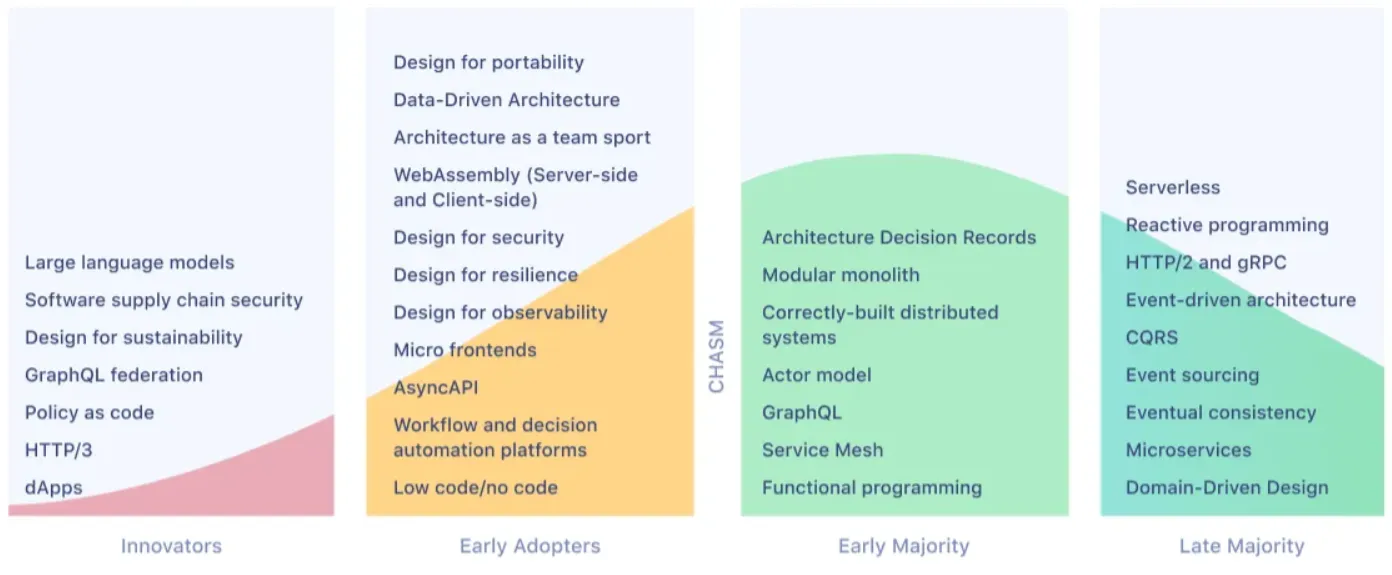 Large language models
Software supply chain security
Design for sustainability
GraphQL federation
Policy as code
HTTP/3
dApps
Innovators
Design for portability
Data-Driven Architecture
Architecture as a team sport
WebAssembly (Server-side
and Client-side)
Design for security
Design for resilience
Design for observability
Micro frontends
AsyncAPI
Workflow and decision
automation platforms
Low code/no code
Early Adopters
CHASM
Architecture Decision Records
Modular monolith
Correctly-built distributed
systems
Actor model
GraphQL
Service Mesh
Functional programming
Early Majority
Serverless
Reactive programming
HTTP/2 and gRPC
Event-driven architecture
CQRS
Event sourcing
Eventual consistency
Microservices
Domain-Driven Design
Late Majority